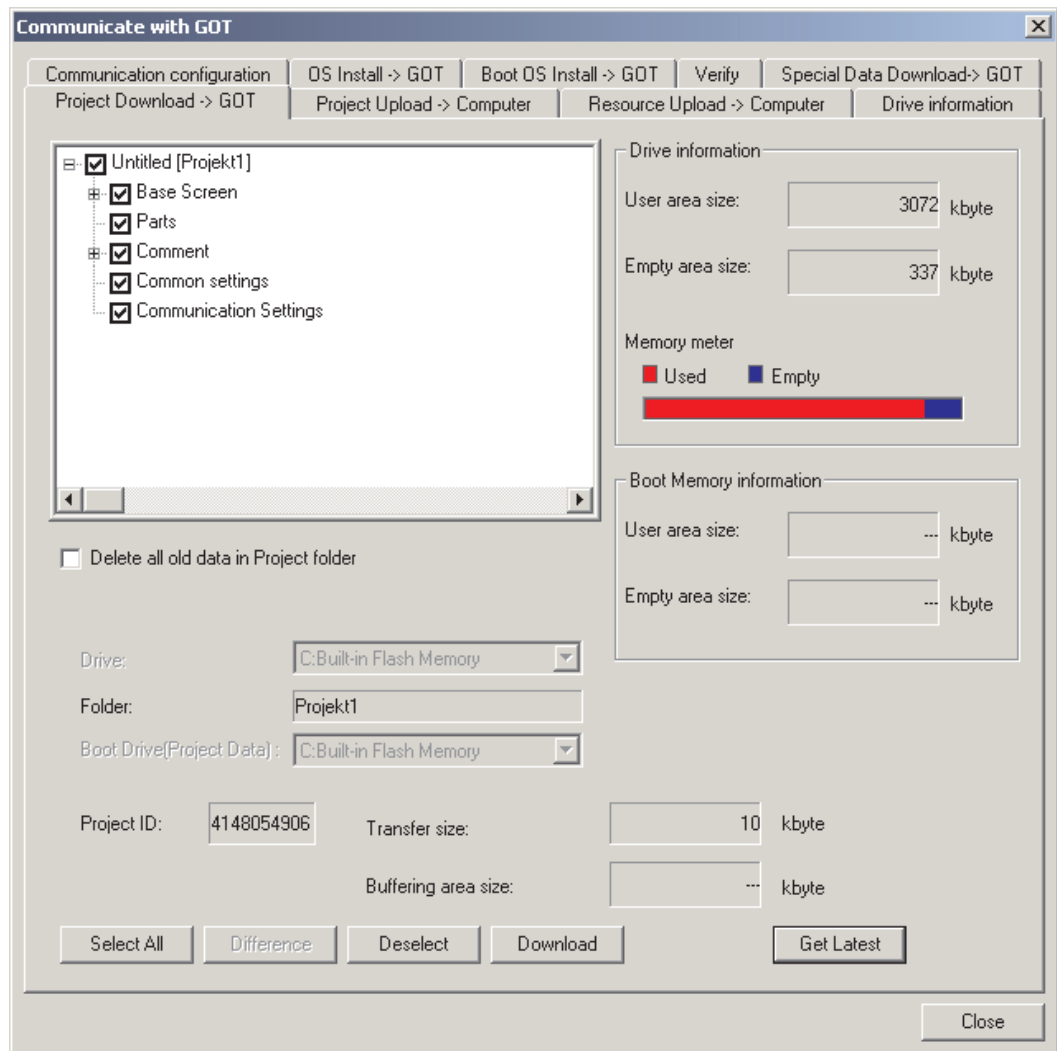 Communicate with GOT
Communication configuration
OS Install -> GOT
Boot OS Install -> GOT
Verify
Special Data Download-> GOT
Project Download -> GOT
Project Upload -> Computer
Resource Upload -> Computer
Drive information
Untitled [Projekt1]
Base Screen
Parts
Comment
Common settings
Communication Settings
Delete all old data in Project folder
Drive information
User area size: 3072 kbyte
Empty area size: 337 kbyte
Memory meter
Used Empty
Boot Memory information
User area size: --- kbyte
Empty area size: --- kbyte
Drive: C:Built-in Flash Memory
Folder: Projekt1
Boot Drive(Project Data) : C:Built-in Flash Memory
Project ID: 4148054906 Transfer size: 10 kbyte
Buffering area size: --- kbyte
Select All
Difference
Deselect
Download
Get Latest
Close